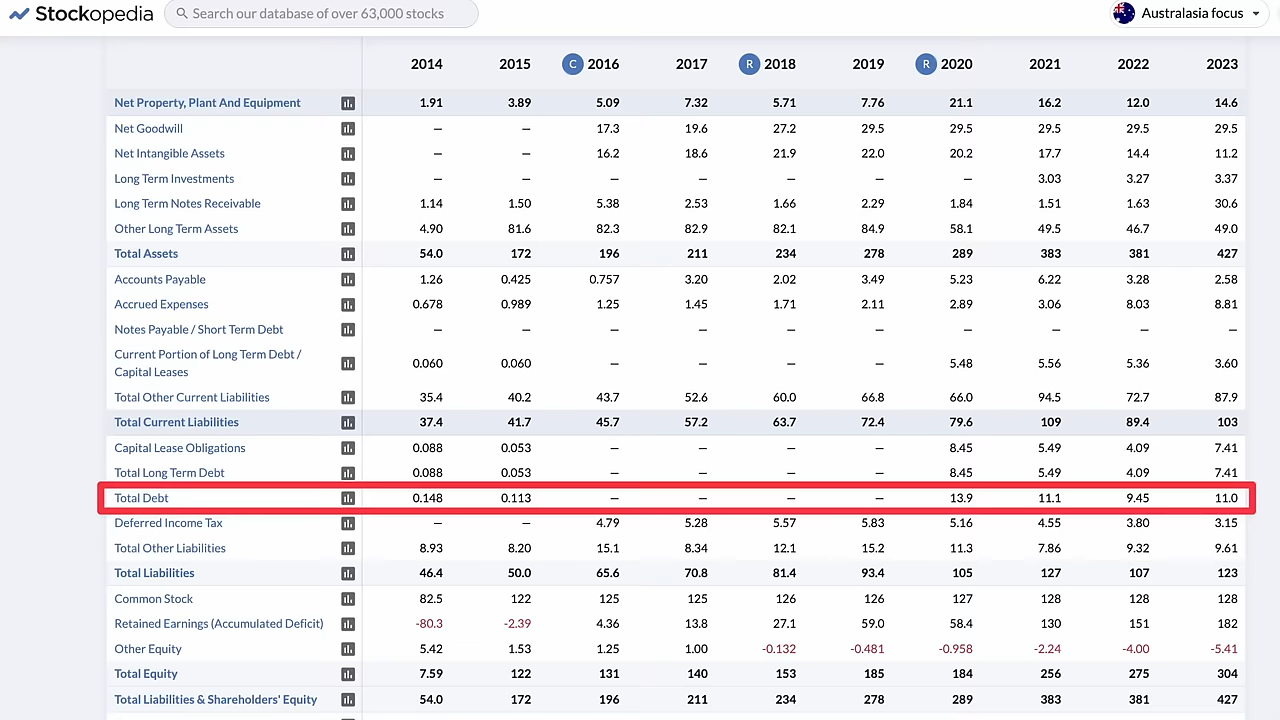 Stockopedia Search our database of over 63,000 stocks Australasia focus
2014 2015 C 2016 2017 R 2018 2019 R 2020 2021 2022 2023
Net Property, Plant And Equipment 1.91 3.89 5.09 7.32 5.71 7.76 21.1 16.2 12.0 14.6
Net Goodwill — — 17.3 19.6 27.2 29.5 29.5 29.5 29.5 29.5
Net Intangible Assets — — 16.2 18.6 21.9 22.0 20.2 17.7 14.4 11.2
Long Term Investments — — — — — — — 3.03 3.27 3.37
Long Term Notes Receivable 1.14 1.50 5.38 2.53 1.66 2.29 1.84 1.51 1.63 30.6
Other Long Term Assets 4.90 81.6 82.3 82.9 82.1 84.9 58.1 49.5 46.7 49.0
Total Assets 54.0 172 196 211 234 278 289 383 381 427
Accounts Payable 1.26 0.425 0.757 3.20 2.02 3.49 5.23 6.22 3.28 2.58
Accrued Expenses 0.678 0.989 1.25 1.45 1.71 2.11 2.89 3.06 8.03 8.81
Notes Payable / Short Term Debt — — — — — — — — — —
Current Portion of Long Term Debt /
Capital Leases 0.060 0.060 — — — — 5.48 5.56 5.36 3.60
Total Other Current Liabilities 35.4 40.2 43.7 52.6 60.0 66.8 66.0 94.5 72.7 87.9
Total Current Liabilities 37.4 41.7 45.7 57.2 63.7 72.4 79.6 109 89.4 103
Capital Lease Obligations 0.088 0.053 — — — — 8.45 5.49 4.09 7.41
Total Long Term Debt 0.088 0.053 — — — — 8.45 5.49 4.09 7.41
Total Debt 0.148 0.113 — — — — 13.9 11.1 9.45 11.0
Deferred Income Tax — — 4.79 5.28 5.57 5.83 5.16 4.55 3.80 3.15
Total Other Liabilities 8.93 8.20 15.1 8.34 12.1 15.2 11.3 7.86 9.32 9.61
Total Liabilities 46.4 50.0 65.6 70.8 81.4 93.4 105 127 107 123
Common Stock 82.5 122 125 125 126 126 127 128 128 128
Retained Earnings (Accumulated Deficit) -80.3 -2.39 4.36 13.8 27.1 59.0 58.4 130 151 182
Other Equity 5.42 1.53 1.25 1.00 -0.132 -0.481 -0.958 -2.24 -4.00 -5.41
Total Equity 7.59 122 131 140 153 185 184 256 275 304
Total Liabilities & Shareholders' Equity 54.0 172 196 211 234 278 289 383 381 427